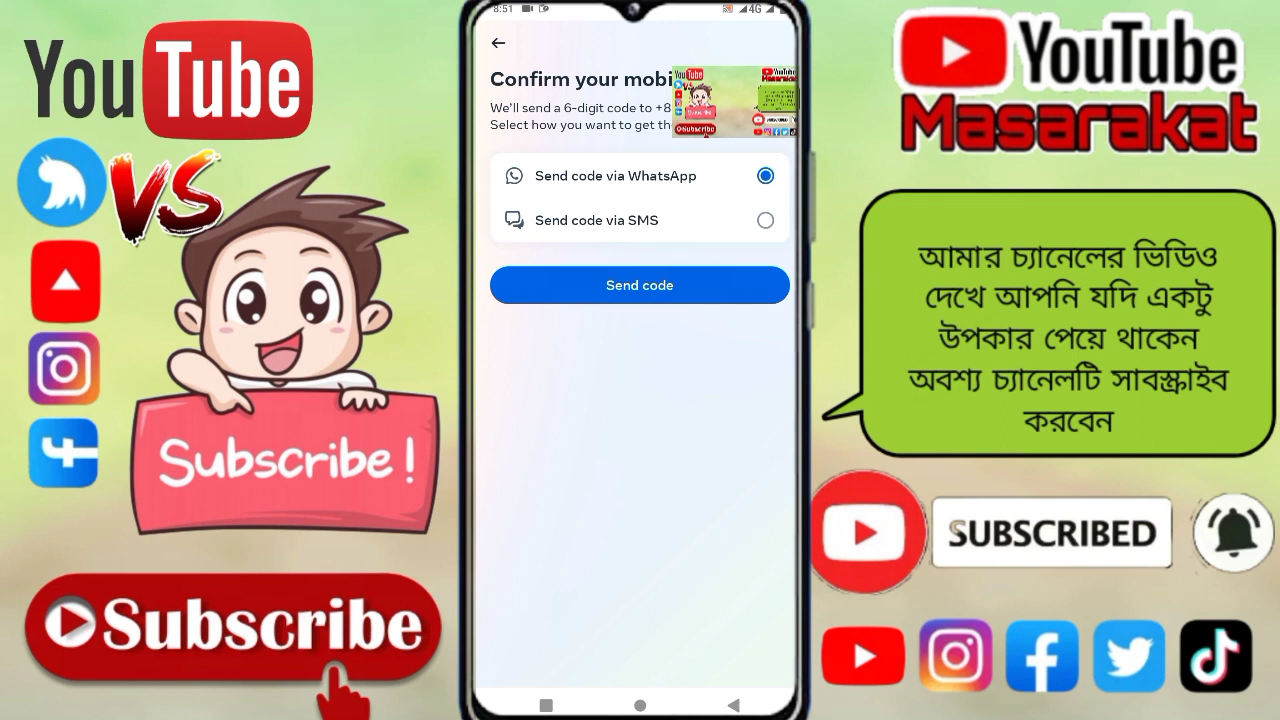 YouTube
VS
Subscribe!
Subscribe
8:51
4G
Confirm your mobi
We'll send a 6-digit code to +8
Select how you want to get th
Send code via WhatsApp
Send code via SMS
Send code
YouTube
Masarakat
আমার চ্যানেলের ভিডিও
দেখে আপনি যদি একটু
উপকার পেয়ে থাকেন
অবশ্য চ্যানেলটি সাবস্ক্রাইব
করবেন
SUBSCRIBED